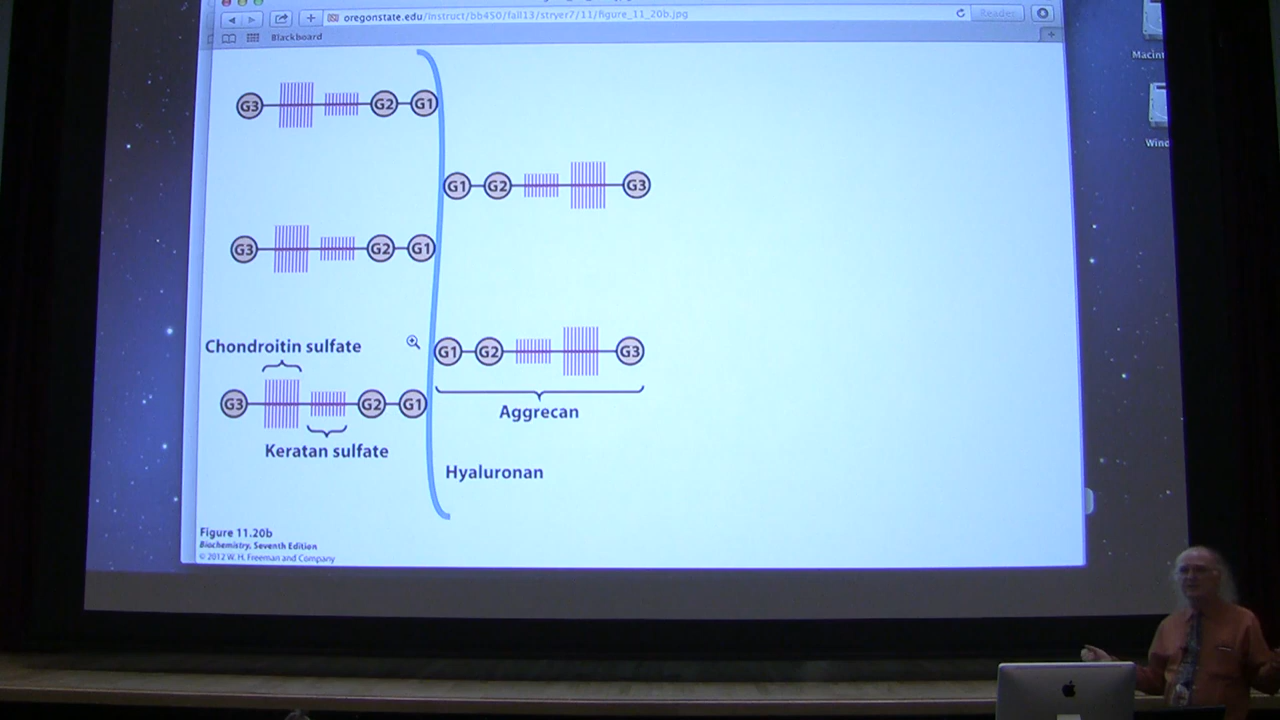 oregonstate.edu/instruct/bb450/fall13/stryer7/11/figure_11_20b.jpg
Reader
Blackboard
Macint
Wind
G3 G2 G1
G1 G2 G3
G3 G2 G1
Chondroitin sulfate
G1 G2 G3
G3 G2 G1
Aggrecan
Keratan sulfate
Hyaluronan
Figure 11.20b
Biochemistry, Seventh Edition
© 2012 W. H. Freeman and Company